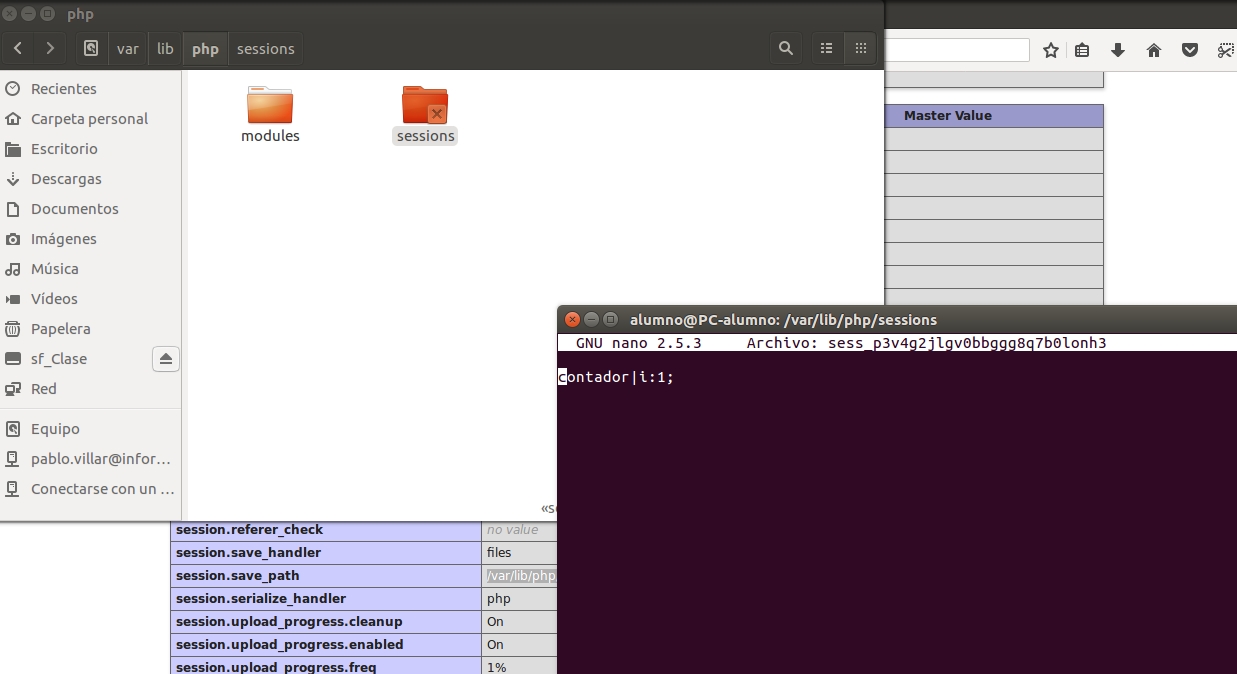 php
var lib php sessions
Recientes
Carpeta personal
Escritorio
Descargas
Documentos
Imágenes
Música
Vídeos
Papelera
sf_Clase
Red
Equipo
pablo.villar@infor...
Conectarse con un ...
modules
sessions
Master Value
alumno@PC-alumno: /var/lib/php/sessions
GNU nano 2.5.3 Archivo: sess_p3v4g2jlgv0bbggg8q7b0lonh3
contador|i:1;
session.referer_check no value
session.save_handler files
session.save_path /var/lib/php
session.serialize_handler php
session.upload_progress.cleanup On
session.upload_progress.enabled On
session.upload_progress.freq 1%